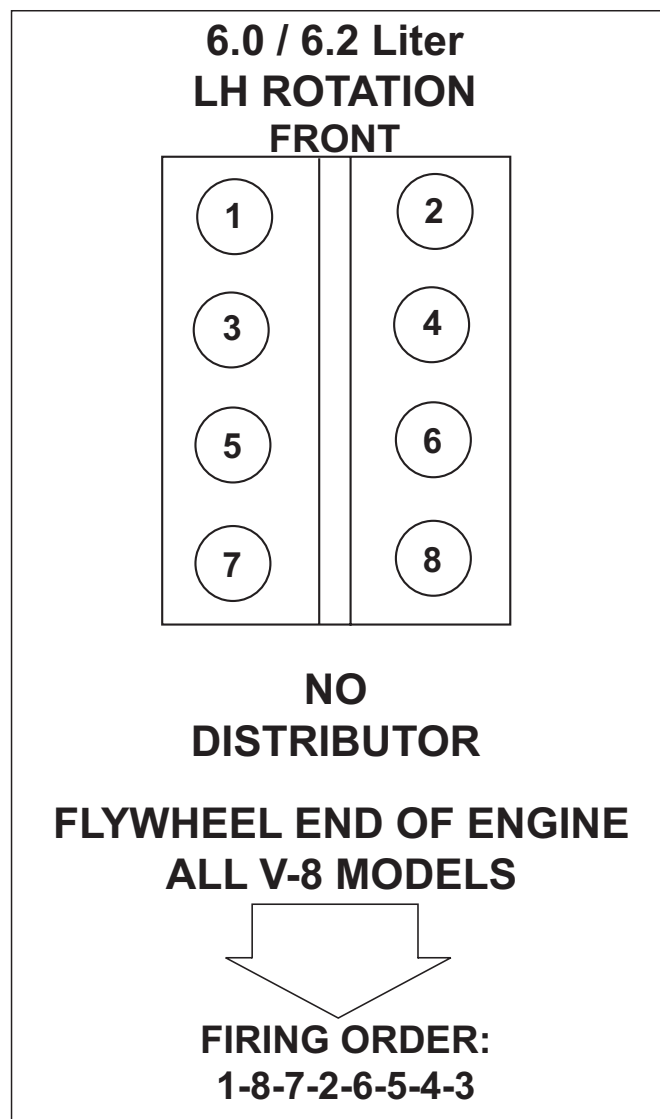 6.0 / 6.2 Liter
LH ROTATION
FRONT
1 2
3 4
5 6
7 8
NO
DISTRIBUTOR
FLYWHEEL END OF ENGINE
ALL V-8 MODELS
FIRING ORDER:
1-8-7-2-6-5-4-3